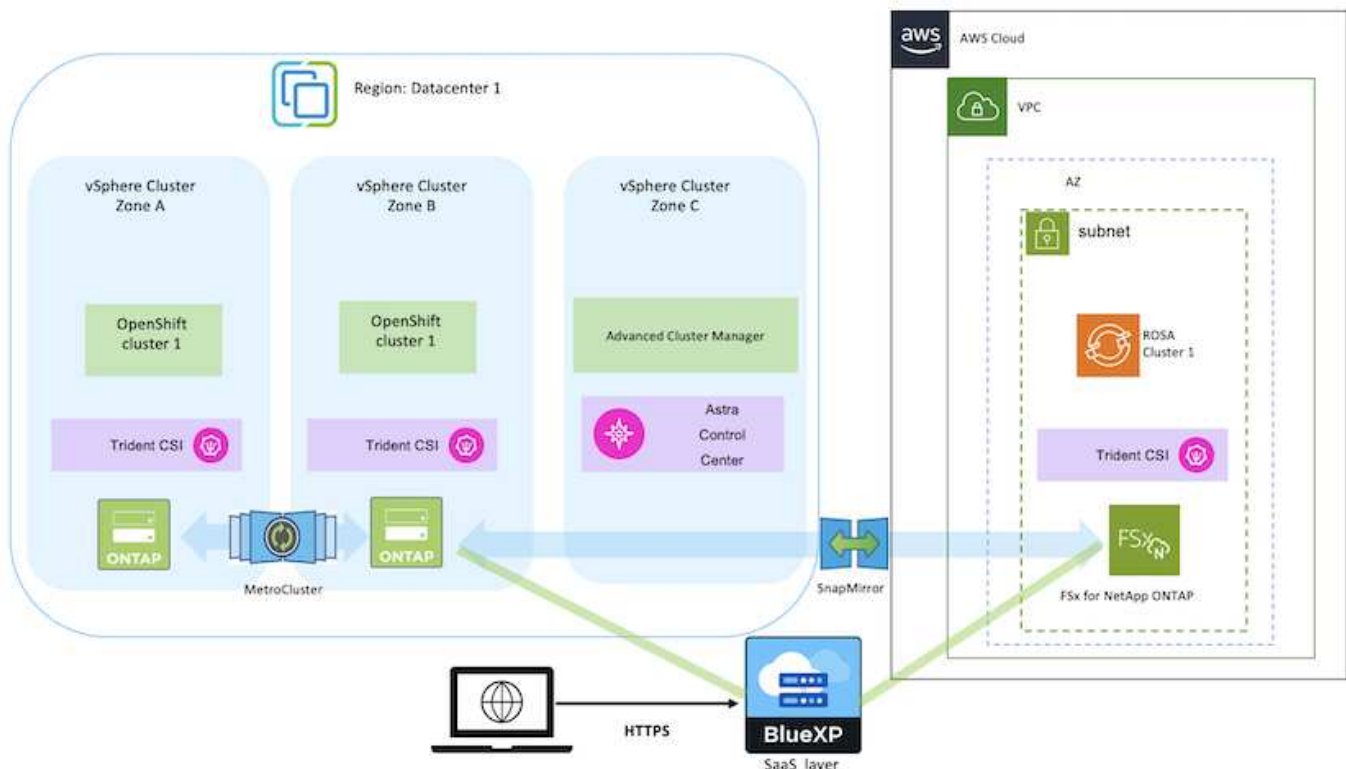 aws
AWS Cloud
Region: Datacenter 1
VPC
vSphere Cluster
Zone A
vSphere Cluster
Zone B
vSphere Cluster
Zone C
AZ
subnet
OpenShift
cluster 1
OpenShift
cluster 1
Advanced Cluster Manager
ROSA
Cluster 1
Trident CSI
Trident CSI
Astra
Control
Center
Trident CSI
ONTAP
ONTAP
FSx
N
MetroCluster
SnapMirror
FSx for NetApp ONTAP
HTTPS
BlueXP
SaaS layer